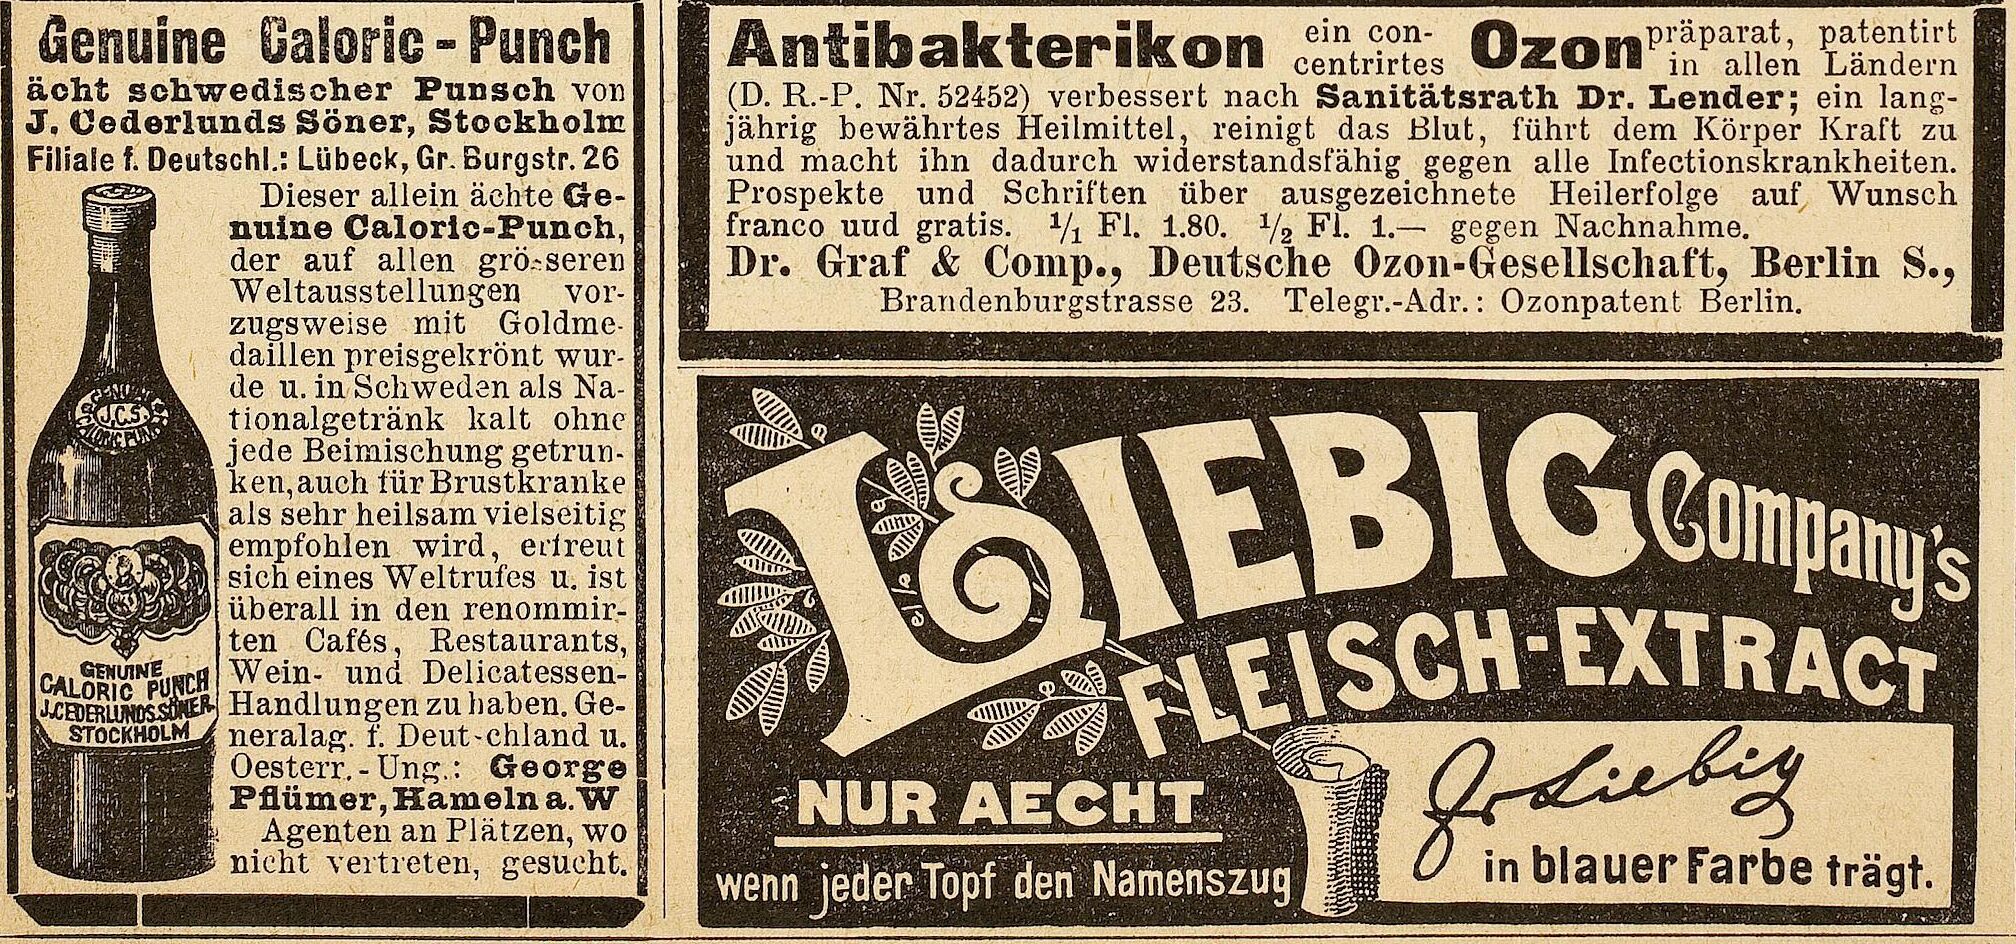 Genuine Caloric-Punch
ächt schwedischer Punsch von
J. Cederlunds Söner, Stockholm
Filiale f. Deutschl.: Lübeck, Gr. Burgstr. 26
Dieser allein ächte Ge-
nuine Caloric-Punch,
der auf allen grösseren
Weltausstellungen vor-
zugsweise mit Goldme-
daillen preisgekrönt wur-
de u. in Schweden als Na-
tionalgetränk kalt ohne
jede Beimischung getrun-
ken, auch für Brustkranke
als sehr heilsam vielseitig
empfohlen wird, erfreut
sich eines Weltrufes u. ist
überall in den renommir-
ten Cafés, Restaurants,
Wein- und Delicatessen-
Handlungen zu haben. Ge-
neralag. f. Deutschland u.
Oesterr.-Ung.: George
Pflümer, Hameln a. W
Agenten an Plätzen, wo
nicht vertreten, gesucht.
GENUINE
CALORIC PUNCH
J.C.S.
GENUINE
CALORIC PUNCH
J. CEDERLUNDS SÖNER
STOCKHOLM
Antibakterikon ein con-centrirtes Ozonpräparat, patentirt in allen Ländern
(D. R.-P. Nr. 52452) verbessert nach Sanitätsrath Dr. Lender; ein lang-
jährig bewährtes Heilmittel, reinigt das Blut, führt dem Körper Kraft zu
und macht ihn dadurch widerstandsfähig gegen alle Infectionskrankheiten.
Prospekte und Schriften über ausgezeichnete Heilerfolge auf Wunsch
franco uud gratis. 1/1 Fl. 1.80. 1/2 Fl. 1.— gegen Nachnahme.
Dr. Graf & Comp., Deutsche Ozon-Gesellschaft, Berlin S.,
Brandenburgstrasse 23. Telegr.-Adr.: Ozonpatent Berlin.
LIEBIG Company's
FLEISCH-EXTRACT
NUR AECHT
wenn jeder Topf den Namenszug
Jv Liebig
in blauer Farbe trägt.